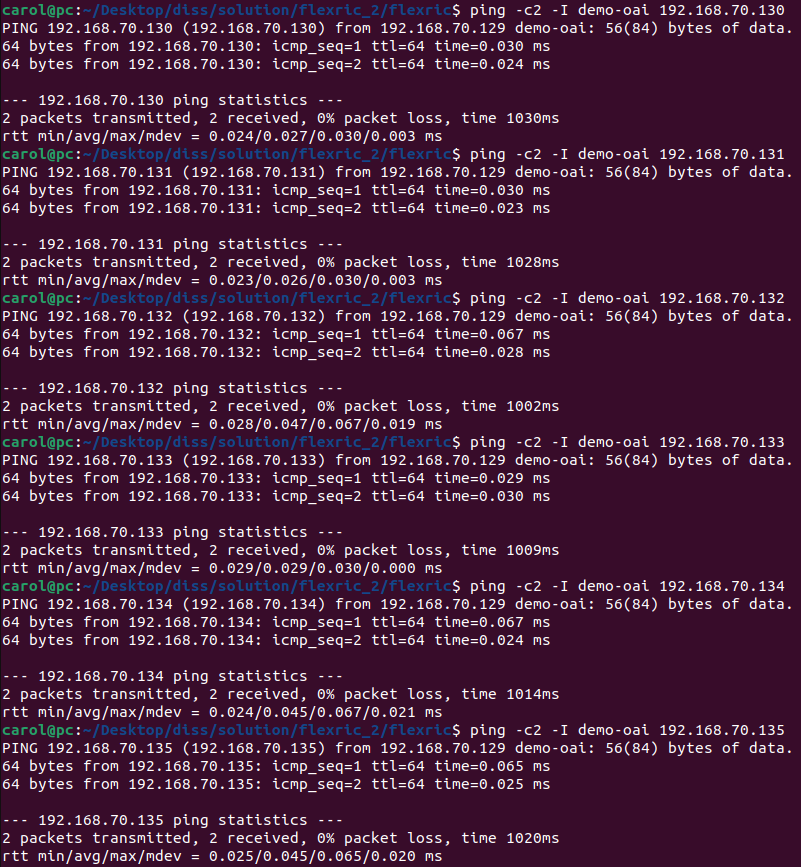 carol@pc:~/Desktop/diss/solution/flexric_2/flexric$ ping -c2 -I demo-oai 192.168.70.130
PING 192.168.70.130 (192.168.70.130) from 192.168.70.129 demo-oai: 56(84) bytes of data.
64 bytes from 192.168.70.130: icmp_seq=1 ttl=64 time=0.030 ms
64 bytes from 192.168.70.130: icmp_seq=2 ttl=64 time=0.024 ms

--- 192.168.70.130 ping statistics ---
2 packets transmitted, 2 received, 0% packet loss, time 1030ms
rtt min/avg/max/mdev = 0.024/0.027/0.030/0.003 ms
carol@pc:~/Desktop/diss/solution/flexric_2/flexric$ ping -c2 -I demo-oai 192.168.70.131
PING 192.168.70.131 (192.168.70.131) from 192.168.70.129 demo-oai: 56(84) bytes of data.
64 bytes from 192.168.70.131: icmp_seq=1 ttl=64 time=0.030 ms
64 bytes from 192.168.70.131: icmp_seq=2 ttl=64 time=0.023 ms

--- 192.168.70.131 ping statistics ---
2 packets transmitted, 2 received, 0% packet loss, time 1028ms
rtt min/avg/max/mdev = 0.023/0.026/0.030/0.003 ms
carol@pc:~/Desktop/diss/solution/flexric_2/flexric$ ping -c2 -I demo-oai 192.168.70.132
PING 192.168.70.132 (192.168.70.132) from 192.168.70.129 demo-oai: 56(84) bytes of data.
64 bytes from 192.168.70.132: icmp_seq=1 ttl=64 time=0.067 ms
64 bytes from 192.168.70.132: icmp_seq=2 ttl=64 time=0.028 ms

--- 192.168.70.132 ping statistics ---
2 packets transmitted, 2 received, 0% packet loss, time 1002ms
rtt min/avg/max/mdev = 0.028/0.047/0.067/0.019 ms
carol@pc:~/Desktop/diss/solution/flexric_2/flexric$ ping -c2 -I demo-oai 192.168.70.133
PING 192.168.70.133 (192.168.70.133) from 192.168.70.129 demo-oai: 56(84) bytes of data.
64 bytes from 192.168.70.133: icmp_seq=1 ttl=64 time=0.029 ms
64 bytes from 192.168.70.133: icmp_seq=2 ttl=64 time=0.030 ms

--- 192.168.70.133 ping statistics ---
2 packets transmitted, 2 received, 0% packet loss, time 1009ms
rtt min/avg/max/mdev = 0.029/0.029/0.030/0.000 ms
carol@pc:~/Desktop/diss/solution/flexric_2/flexric$ ping -c2 -I demo-oai 192.168.70.134
PING 192.168.70.134 (192.168.70.134) from 192.168.70.129 demo-oai: 56(84) bytes of data.
64 bytes from 192.168.70.134: icmp_seq=1 ttl=64 time=0.067 ms
64 bytes from 192.168.70.134: icmp_seq=2 ttl=64 time=0.024 ms

--- 192.168.70.134 ping statistics ---
2 packets transmitted, 2 received, 0% packet loss, time 1014ms
rtt min/avg/max/mdev = 0.024/0.045/0.067/0.021 ms
carol@pc:~/Desktop/diss/solution/flexric_2/flexric$ ping -c2 -I demo-oai 192.168.70.135
PING 192.168.70.135 (192.168.70.135) from 192.168.70.129 demo-oai: 56(84) bytes of data.
64 bytes from 192.168.70.135: icmp_seq=1 ttl=64 time=0.065 ms
64 bytes from 192.168.70.135: icmp_seq=2 ttl=64 time=0.025 ms

--- 192.168.70.135 ping statistics ---
2 packets transmitted, 2 received, 0% packet loss, time 1020ms
rtt min/avg/max/mdev = 0.025/0.045/0.065/0.020 ms